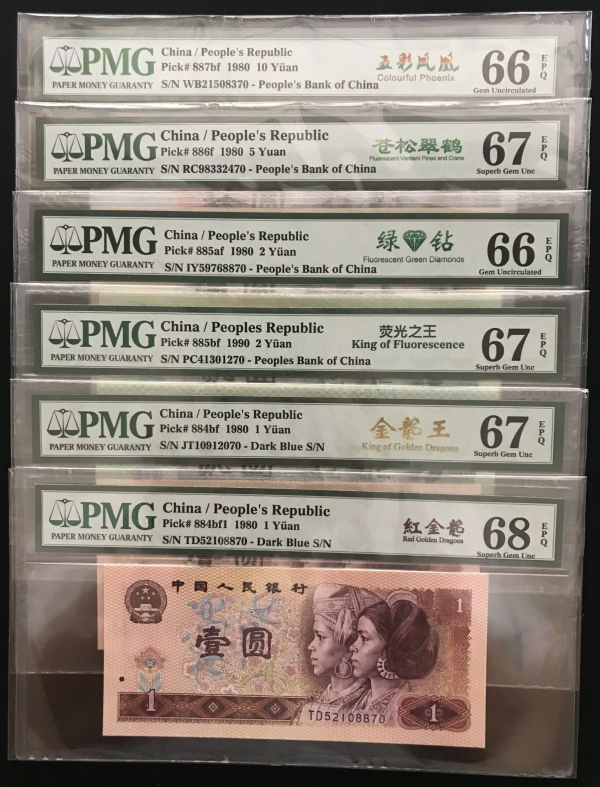 PMG
PAPER MONEY GUARANTY
China / People's Republic
Pick# 887bf 1980 10 Yüan
S/N WB21508370 - People's Bank of China
五彩凤凰
Colourful Phoenix
66
EPQ
Gem Uncirculated
PMG
PAPER MONEY GUARANTY
China / People's Republic
Pick# 886f 1980 5 Yuan
S/N RC98332470 - People's Bank of China
苍松翠鹤
Fluorescent Verdant Pines and Crane
67
EPQ
Superb Gem Unc
PMG
PAPER MONEY GUARANTY
China / People's Republic
Pick# 885af 1980 2 Yüan
S/N IY59768870 - People's Bank of China
绿钻
Fluorescent Green Diamonds
66
EPQ
Gem Uncirculated
PMG
PAPER MONEY GUARANTY
China / Peoples Republic
Pick# 885bf 1990 2 Yüan
S/N PC41301270 - Peoples Bank of China
荧光之王
King of Fluorescence
67
EPQ
Superb Gem Unc
PMG
PAPER MONEY GUARANTY
China / People's Republic
Pick# 884bf 1980 1 Yüan
S/N JT10912070 - Dark Blue S/N
金龍王
King of Golden Dragons
67
EPQ
Superb Gem Unc
PMG
PAPER MONEY GUARANTY
China / People's Republic
Pick# 884bf1 1980 1 Yüan
S/N TD52108870 - Dark Blue S/N
紅金龍
Red Golden Dragons
68
EPQ
Superb Gem Unc
中国人民银行
1
壹圆
1
TD52108870
1